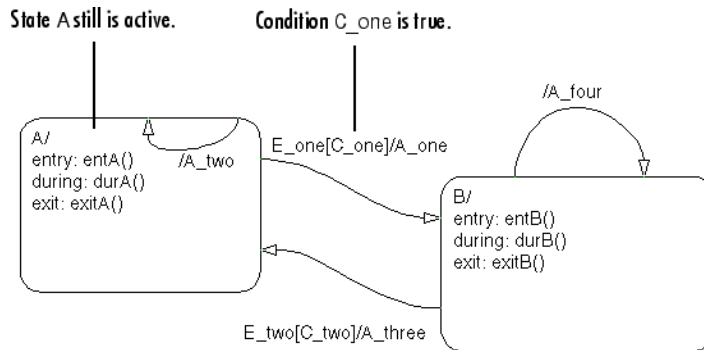 State A still is active.
Condition C_one is true.
/A_four
A/
entry: entA()
during: durA()
exit: exitA()
/A_two
E_one[C_one]/A_one
B/
entry: entB()
during: durB()
exit: exitB()
E_two[C_two]/A_three